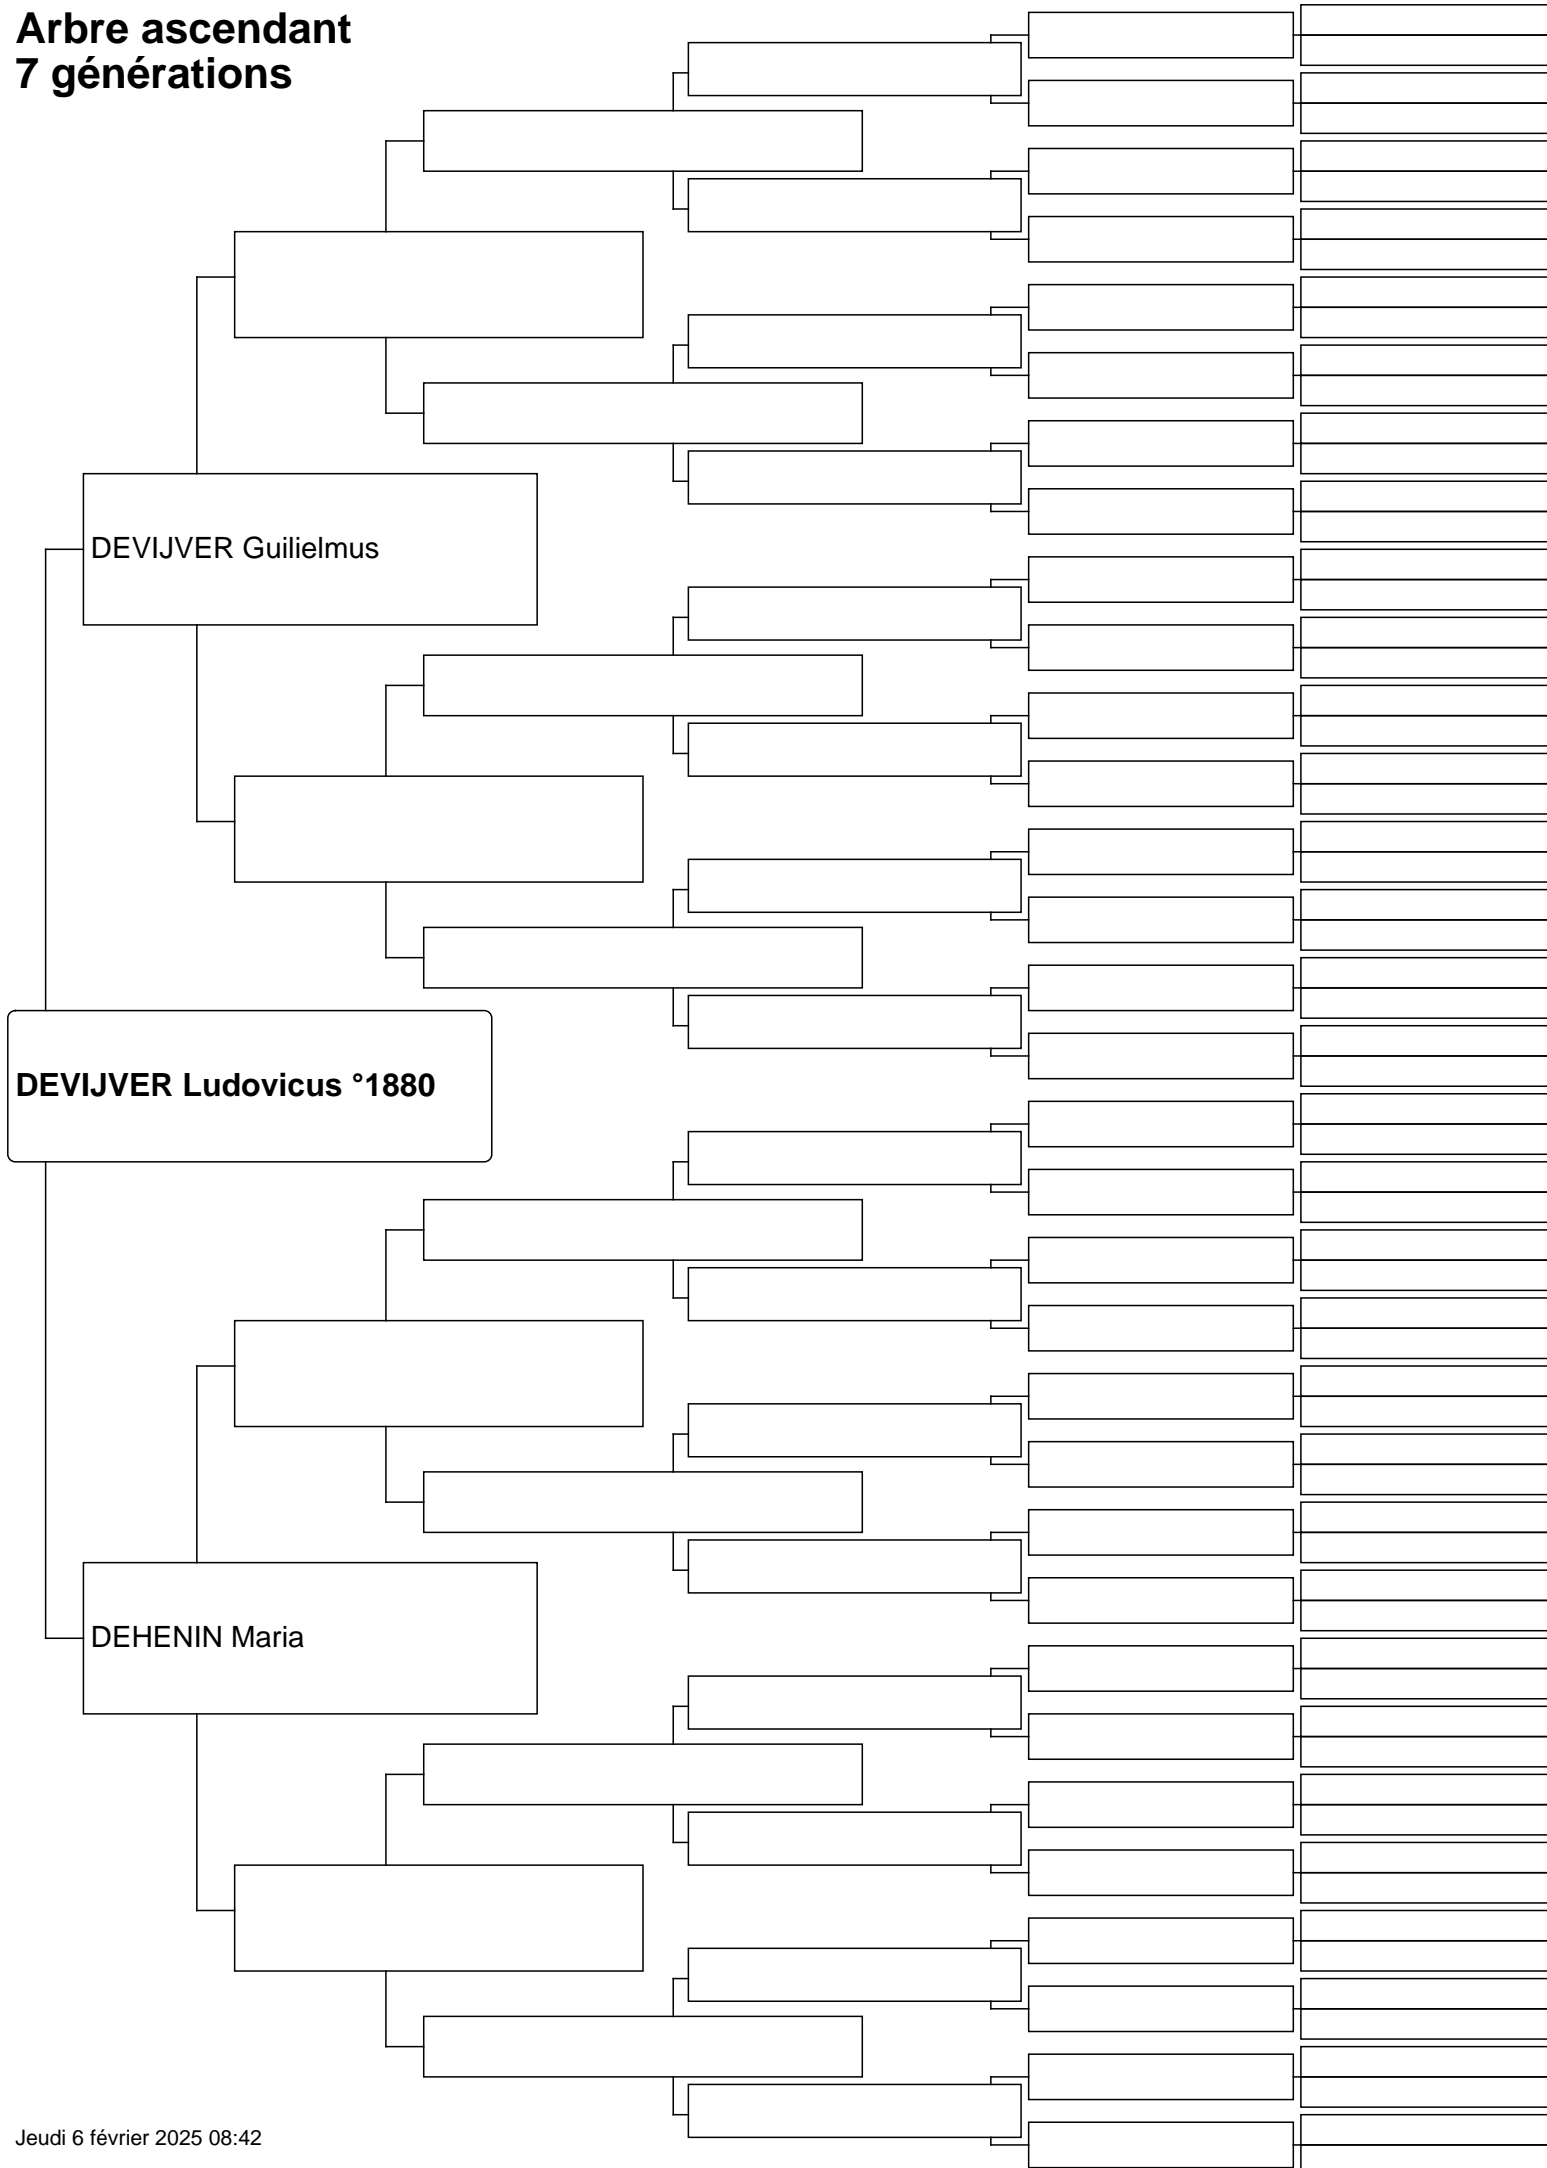 Arbre ascendant
7 générations
DEVIJVER Guilielmus
DEVIJVER Ludovicus °1880
DEHENIN Maria
Jeudi 6 février 2025 08:42